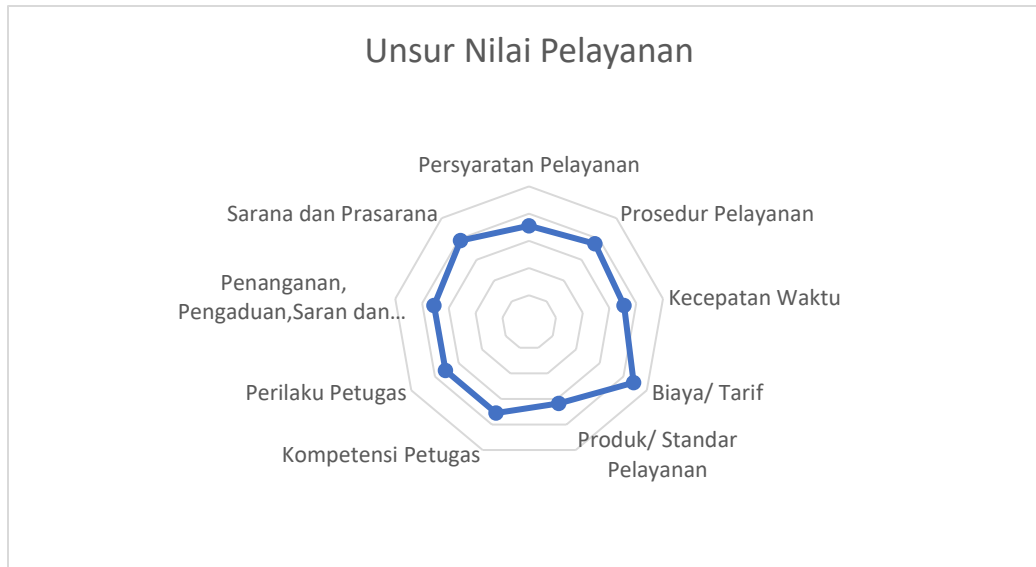 Unsur Nilai Pelayanan
Persyaratan Pelayanan
Prosedur Pelayanan
Kecepatan Waktu
Biaya/ Tarif
Produk/ Standar
Pelayanan
Kompetensi Petugas
Perilaku Petugas
Penanganan,
Pengaduan,Saran dan...
Sarana dan Prasarana